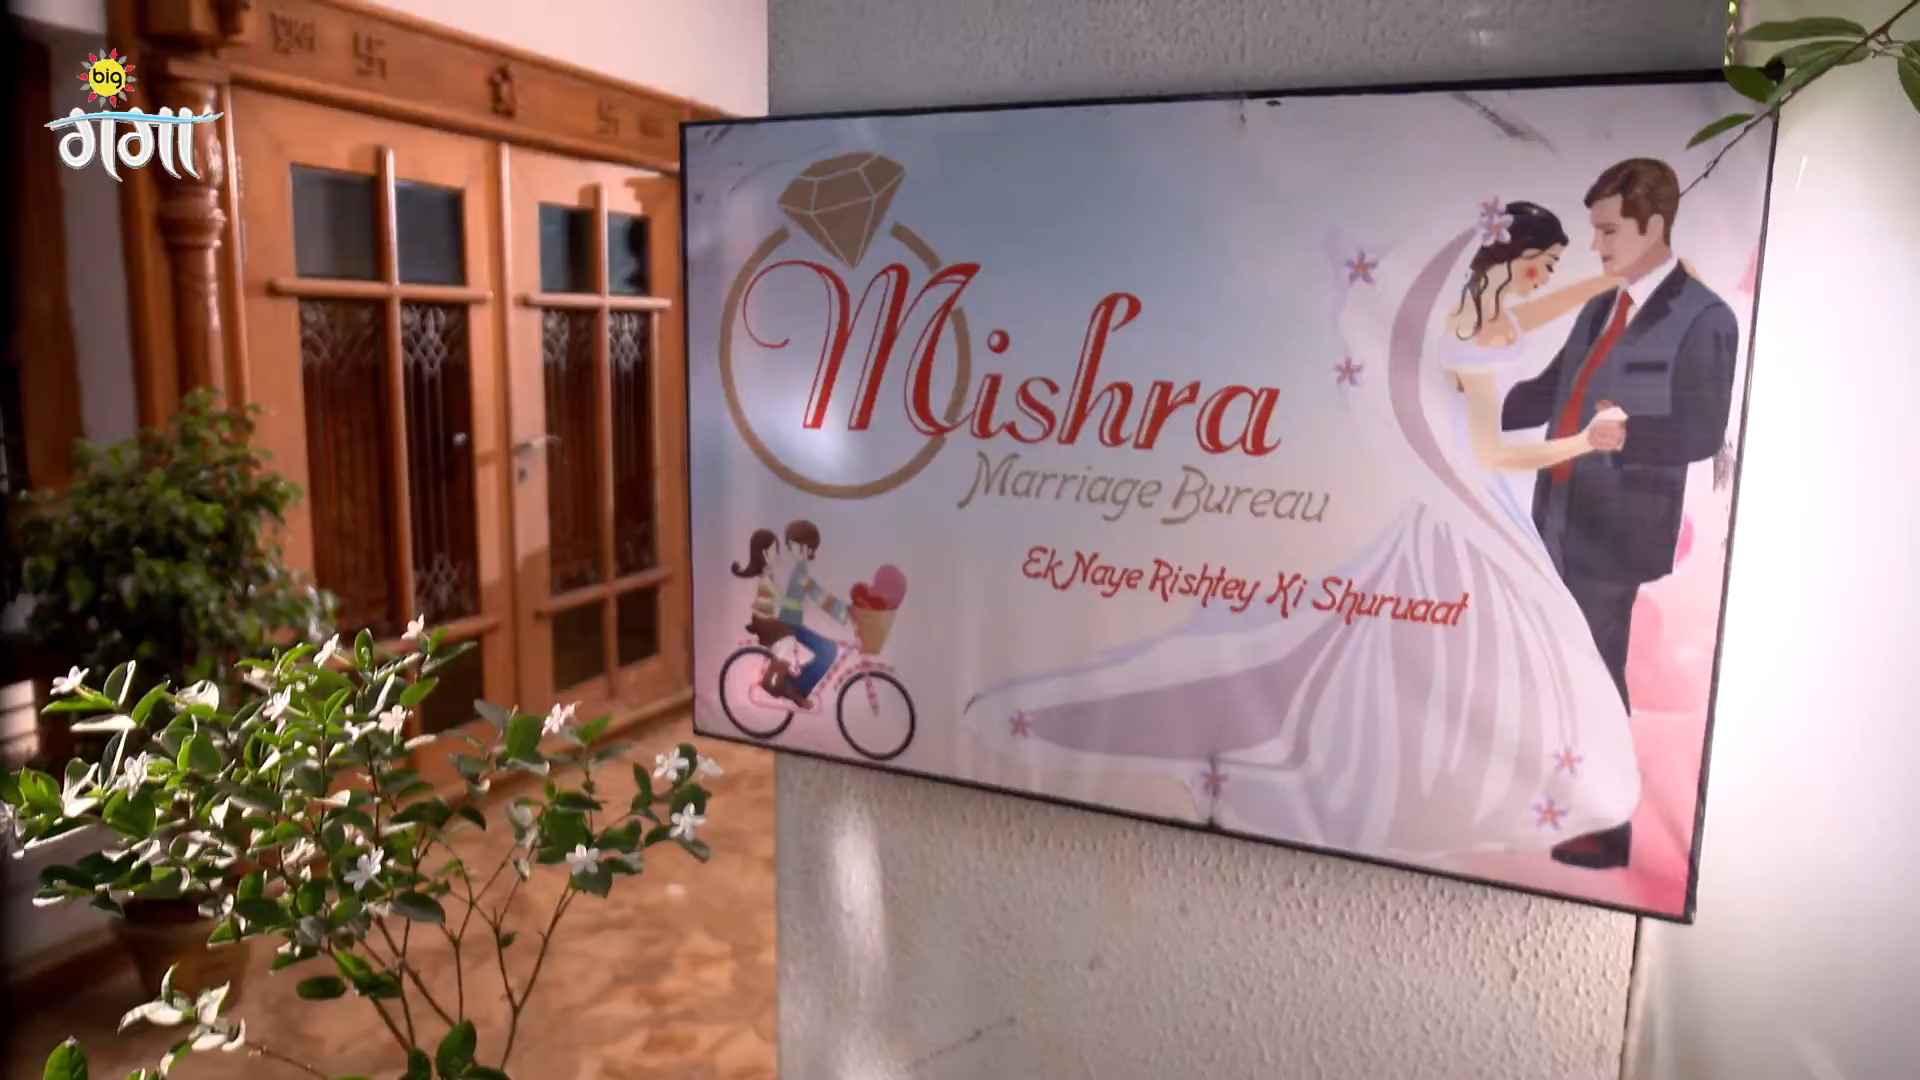 big
गंगा
Mishra
Marriage Bureau
Ek Naye Rishtey Ki Shuruaat